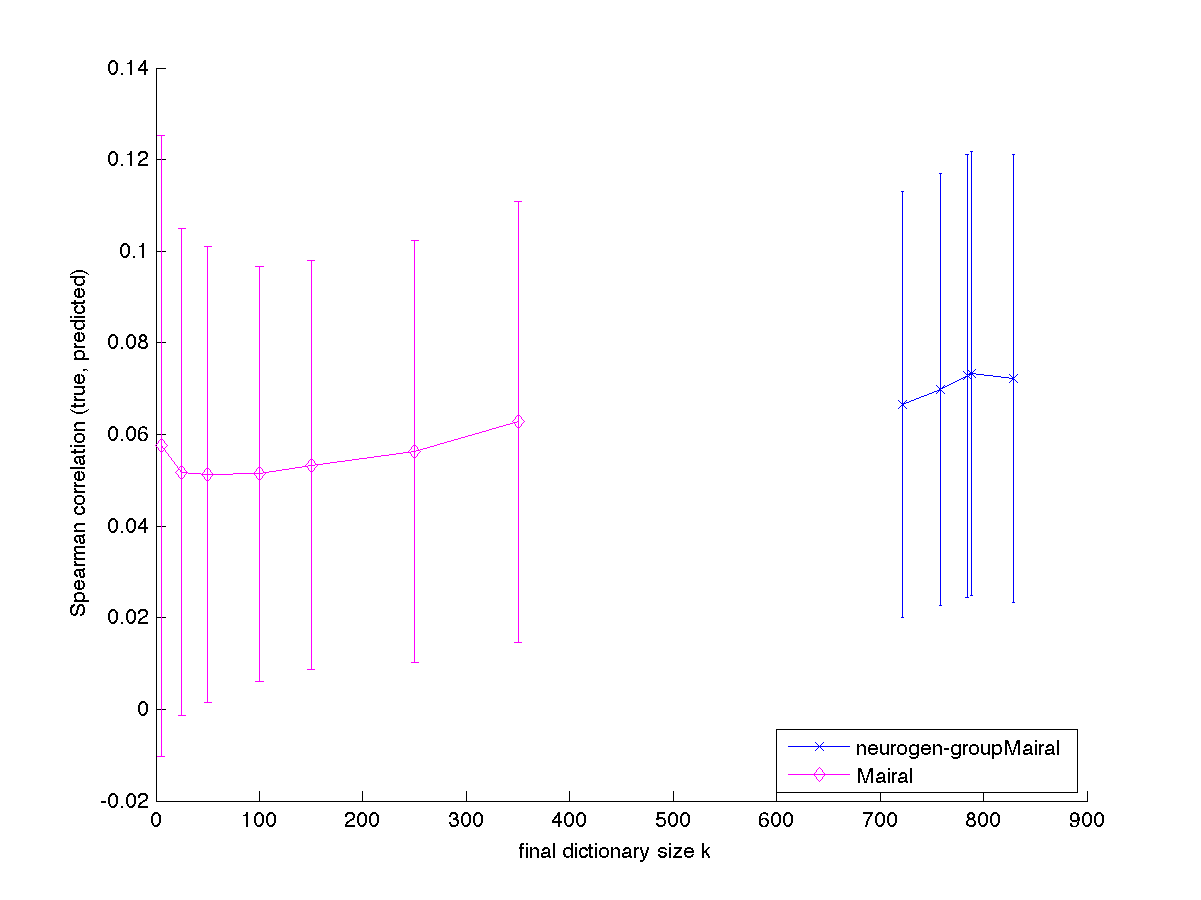 0.14
0.12
0.1
0.08
0.06
0.04
0.02
0
-0.02
Spearman correlation (true, predicted)
0 100 200 300 400 500 600 700 800 900
final dictionary size k
neurogen-groupMairal
Mairal